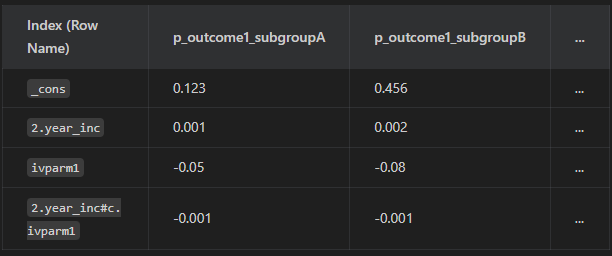 Index (Row Name) p_outcome1_subgroupA p_outcome1_subgroupB ...
_cons 0.123 0.456 ...
2.year_inc 0.001 0.002 ...
ivparm1 -0.05 -0.08 ...
2.year_inc#c.ivparm1 -0.001 -0.001 ...